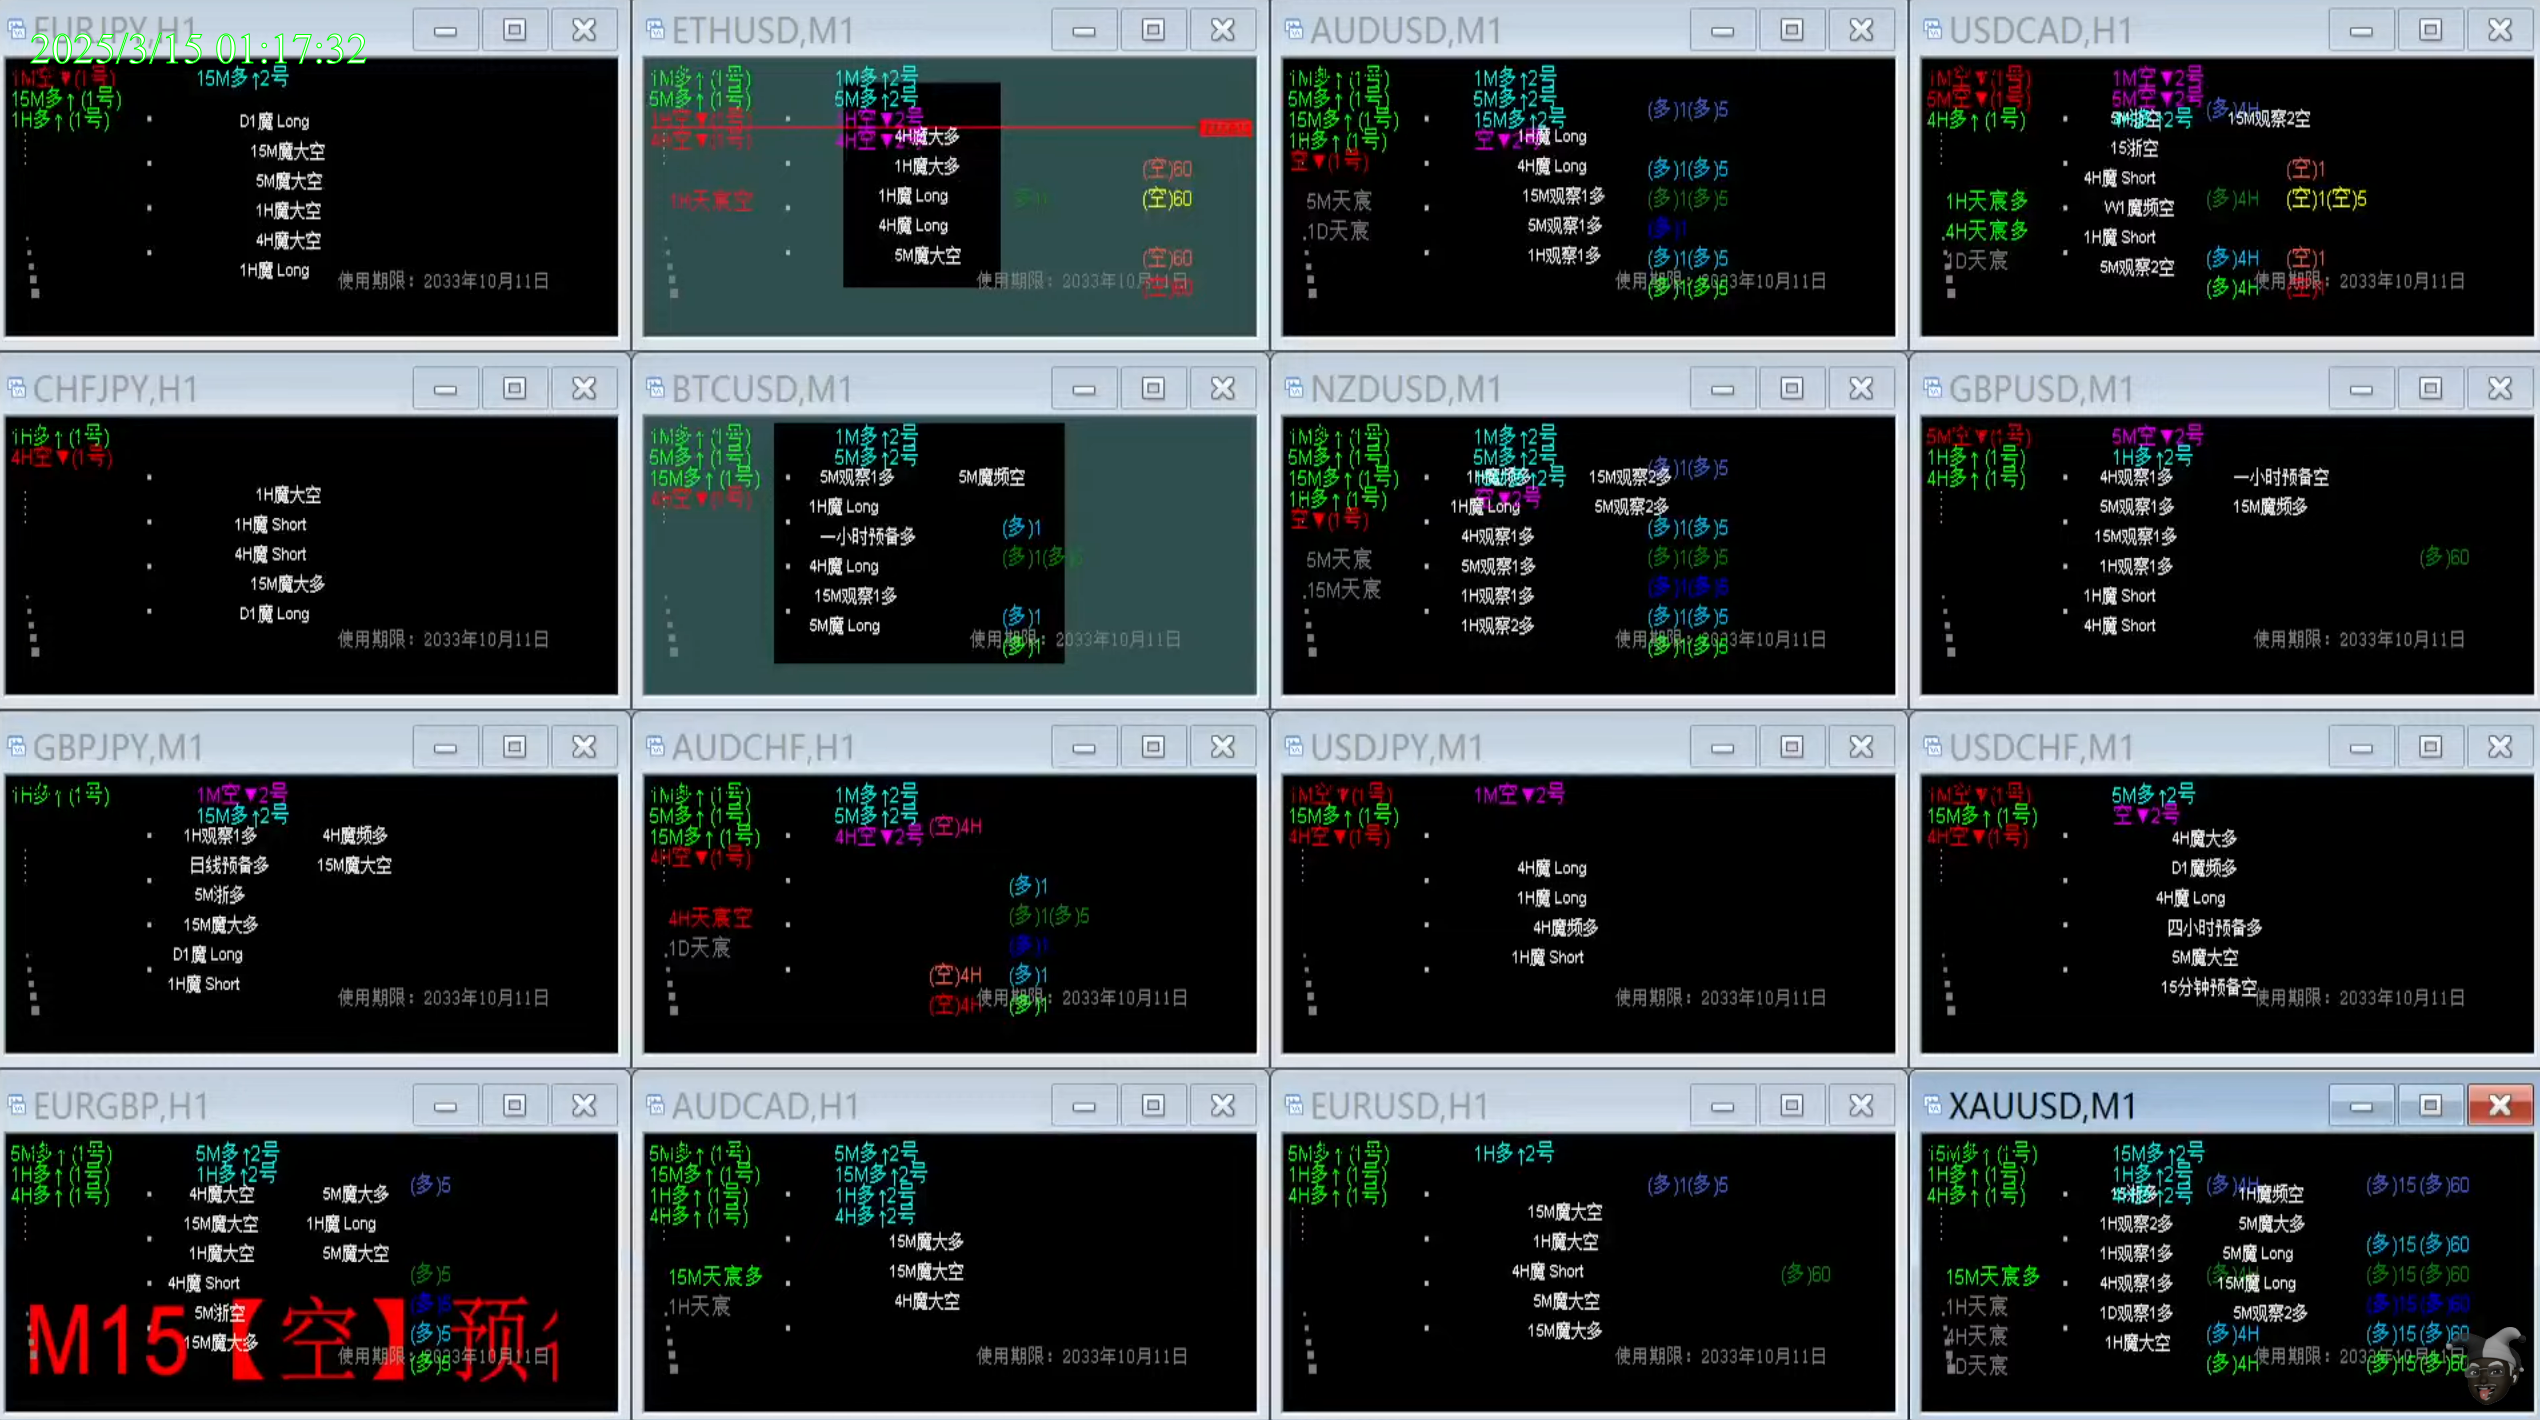 2025/3/15 01:17:32
EURJPY,H1
1M空▼(1号) 15M多↑2号
15M多↑(1号)
1H多↑(1号)
D1魔 Long
15M魔大空
5M魔大空
1H魔大空
4H魔大空
1H魔 Long
使用期限：2033年10月11日
ETHUSD,M1
1M多↑(1号) 1M多↑2号
5M多↑(1号) 5M多↑2号
1H空▼(1号) 1H空▼2号
4H空▼(1号) 4H空▼2号
4H魔大多
1H魔大多 (空)60
1H天宸空 1H魔 Long (空)60
4H魔 Long
5M魔大空 (空)60
使用期限：2033年10月11日
AUDUSD,M1
1M多↑(1号) 1M多↑2号
5M多↑(1号) 5M多↑2号 (多)1(多)5
15M多↑(1号) 15M多↑2号
1H多↑(1号) 空▼2号 1H魔 Long
空▼(1号) 4H魔 Long (多)1(多)5
5M天宸 15M观察1多 (多)1(多)5
.1D天宸 5M观察1多 (多)1
1H观察1多 (多)1(多)5
使用期限：2033年10月11日
(多)1(多)5
USDCAD,H1
1M空▼(1号) 1M空▼2号
5M空▼(1号) 5M空▼2号 (多)4H
4H多↑(1号) 4H多↑2号 5M浙空 15M观察2空
15浙空
4H魔 Short (空)1
1H天宸多 W1魔频空 (多)4H (空)1(空)5
.4H天宸多 1H魔 Short
1D天宸 5M观察2空 (多)4H (空)1
使用期限：2033年10月11日
(多)4H (空)1
CHFJPY,H1
1H多↑(1号)
4H空▼(1号)
1H魔大空
1H魔 Short
4H魔 Short
15M魔大多
D1魔 Long
使用期限：2033年10月11日
BTCUSD,M1
1M多↑(1号) 1M多↑2号
5M多↑(1号) 5M多↑2号
15M多↑(1号) 5M观察1多 5M魔频空
4H空▼(1号) 1H魔 Long
一小时预备多 (多)1
4H魔 Long (多)1(多)5
15M观察1多
5M魔 Long (多)1
使用期限：2033年10月11日
(多)1
NZDUSD,M1
1M多↑(1号) 1M多↑2号
5M多↑(1号) 5M多↑2号 (多)1(多)5
15M多↑(1号) 1H魔频多 15M观察2多
1H多↑(1号) 空▼2号 1H魔 Long 5M观察2多
空▼(1号) 4H观察1多 (多)1(多)5
5M天宸 5M观察1多 (多)1(多)5
.15M天宸 1H观察1多 (多)1(多)5
1H观察2多 (多)1(多)5
使用期限：2033年10月11日
(多)1(多)5
GBPUSD,M1
5M空▼(1号) 5M空▼2号
1H多↑(1号) 1H多↑2号
4H多↑(1号) 4H观察1多 一小时预备空
5M观察1多 15M魔频多
15M观察1多
1H观察1多 (多)60
1H魔 Short
4H魔 Short
使用期限：2033年10月11日
GBPJPY,M1
1H多↑(1号) 1M空▼2号
15M多↑2号
1H观察1多 4H魔频多
日线预备多 15M魔大空
5M浙多
15M魔大多
D1魔 Long
1H魔 Short
使用期限：2033年10月11日
AUDCHF,H1
1M多↑(1号) 1M多↑2号
5M多↑(1号) 5M多↑2号
15M多↑(1号) 4H空▼2号 (空)4H
4H空▼(1号)
(多)1
4H天宸空 (多)1(多)5
.1D天宸 (多)1
(空)4H (多)1
使用期限：2033年10月11日
(空)4H (多)1
USDJPY,M1
1M空▼(1号) 1M空▼2号
15M多↑(1号)
4H空▼(1号)
4H魔 Long
1H魔 Long
4H魔频多
1H魔 Short
使用期限：2033年10月11日
USDCHF,M1
1M空▼(1号) 5M多↑2号
15M多↑(1号) 空▼2号
4H空▼(1号) 4H魔大多
D1魔频多
4H魔 Long
四小时预备多
5M魔大空
15分钟预备空
使用期限：2033年10月11日
EURGBP,H1
5M多↑(1号) 5M多↑2号
1H多↑(1号) 1H多↑2号
4H多↑(1号) 4H魔大空 5M魔大多 (多)5
15M魔大空 1H魔 Long
1H魔大空 5M魔大空
4H魔 Short (多)5
5M浙空 (多)5
15M魔大多 (多)5
M15【空】预
使用期限：2033年10月11日
(多)5
AUDCAD,H1
5M多↑(1号) 5M多↑2号
15M多↑(1号) 15M多↑2号
1H多↑(1号) 1H多↑2号
4H多↑(1号) 4H多↑2号
15M魔大多
15M天宸多 15M魔大空
.1H天宸 4H魔大空
使用期限：2033年10月11日
EURUSD,H1
5M多↑(1号) 1H多↑2号
1H多↑(1号)
4H多↑(1号) (多)1(多)5
15M魔大空
1H魔大空
4H魔 Short (多)60
5M魔大空
15M魔大多
使用期限：2033年10月11日
XAUUSD,M1
15M多↑(1号) 15M多↑2号
1H多↑(1号) 1H多↑2号
4H多↑(1号) 4H多↑2号 (多)4H 1H魔频空 (多)15(多)60
1H观察2多 5M魔大多
1H观察1多 5M魔 Long (多)15(多)60
15M天宸多 4H观察1多 15M魔 Long (多)15(多)60
.1H天宸 1D观察1多 5M观察2多 (多)15(多)60
4H天宸 1H魔大空 (多)4H (多)15(多)60
1D天宸 (多)4H (多)15(多)60